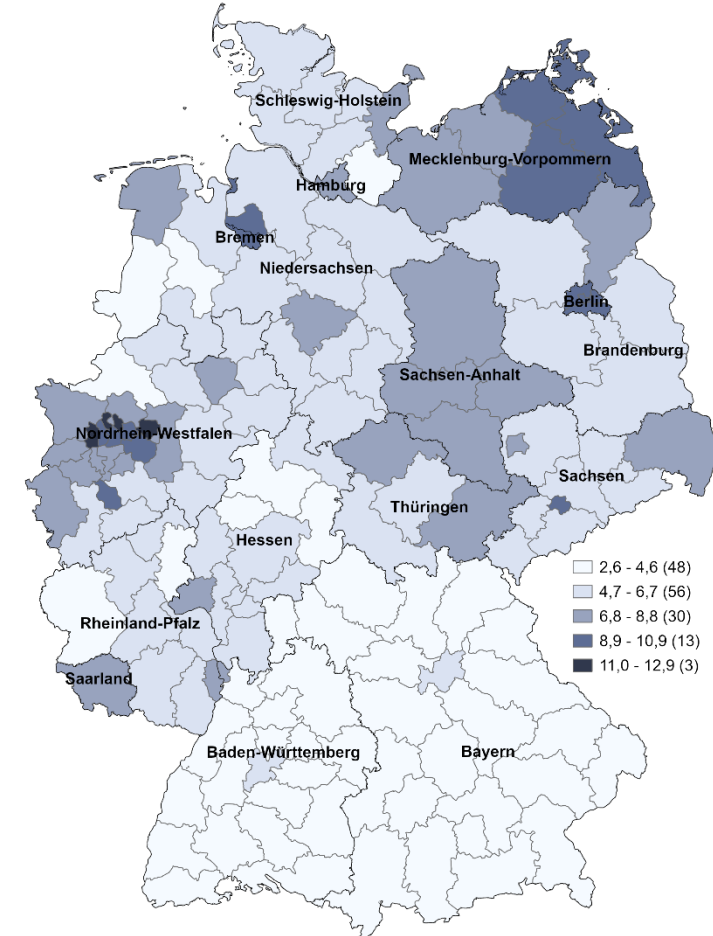 Schleswig-Holstein
Mecklenburg-Vorpommern
Hamburg
Bremen
Niedersachsen
Berlin
Brandenburg
Sachsen-Anhalt
Nordrhein-Westfalen
Sachsen
Thüringen
Hessen
2,6 - 4,6 (48)
4,7 - 6,7 (56)
6,8 - 8,8 (30)
8,9 - 10,9 (13)
11,0 - 12,9 (3)
Rheinland-Pfalz
Saarland
Baden-Württemberg
Bayern